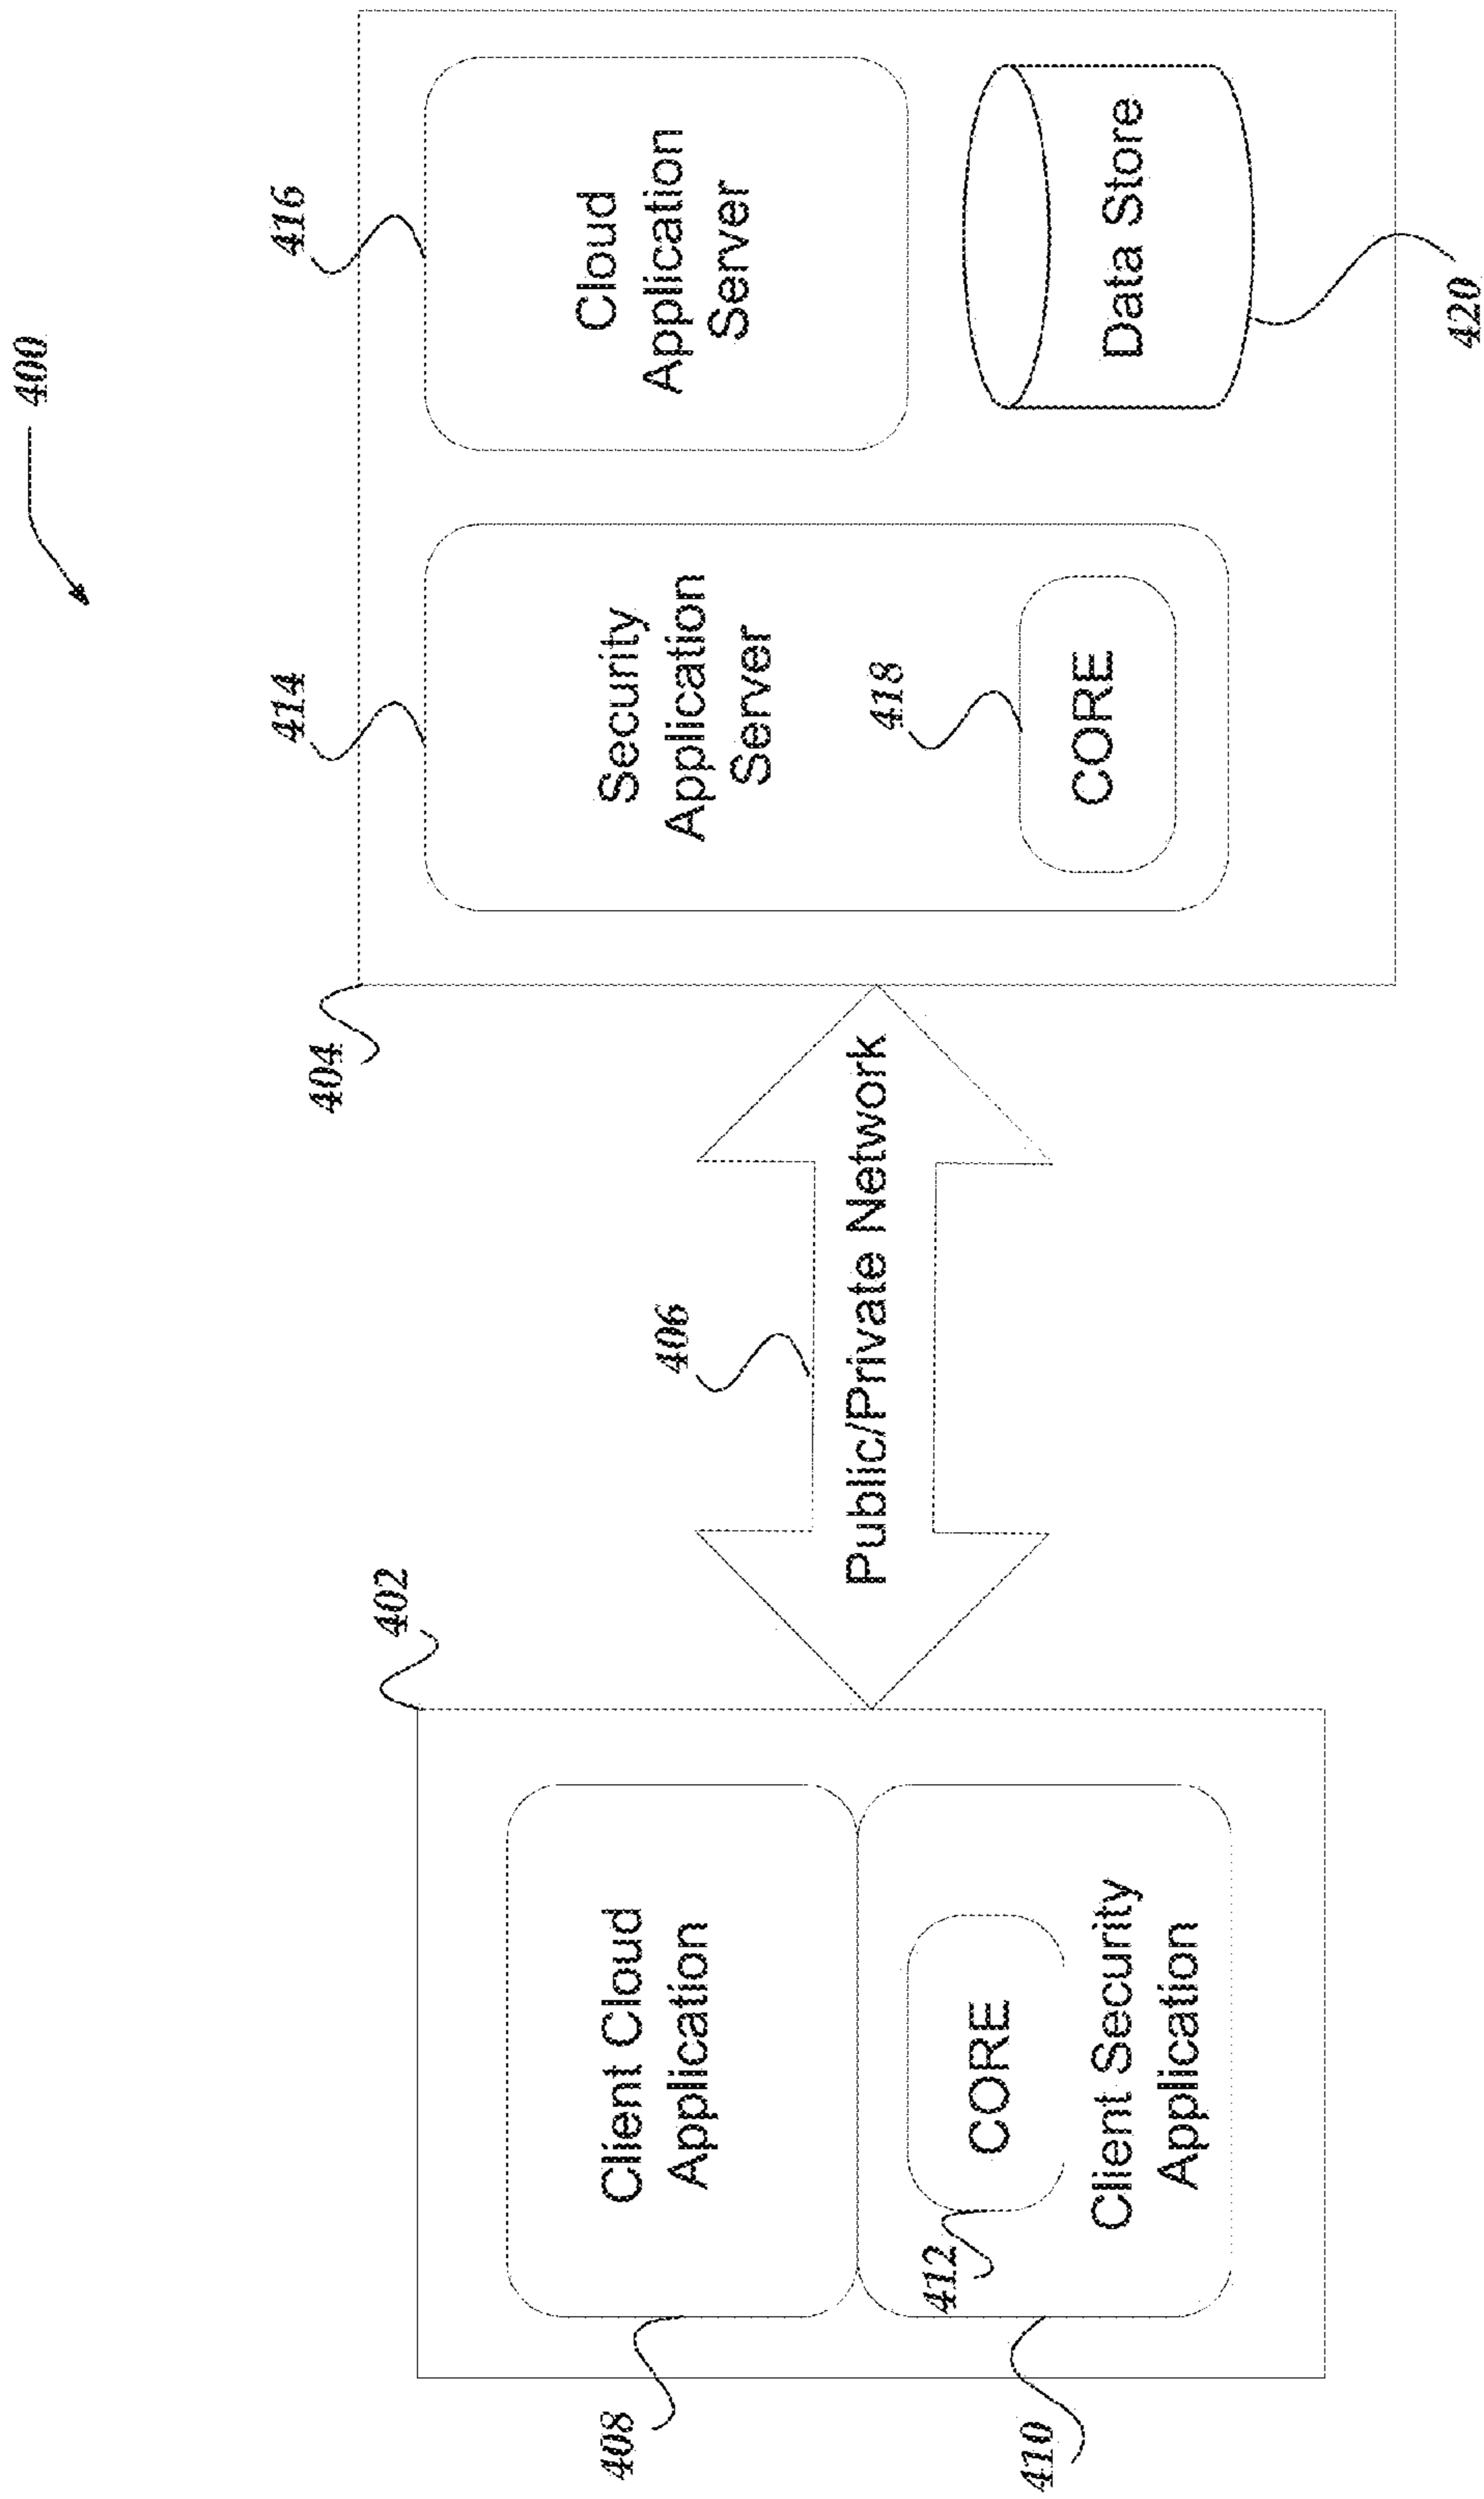 400
402
Client Cloud
Application
408
CORE
412
Client Security
Application
410
406
Public/Private Network
404
414
Security
Application
Server
418
CORE
416
Cloud
Application
Server
Data Store
420